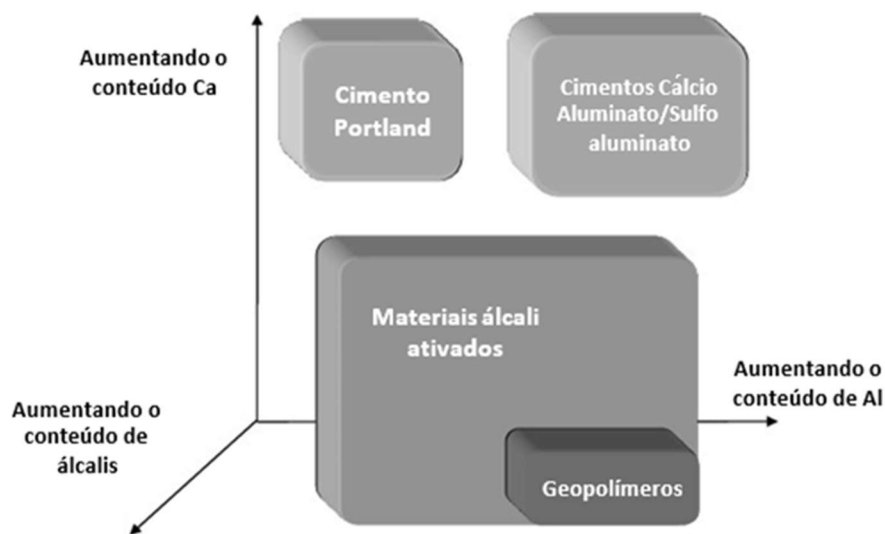 Aumentando o
conteúdo Ca
Cimento
Portland
Cimentos Cálcio
Aluminato/Sulfo
aluminato
Materiais álcali
ativados
Aumentando o
conteúdo de Al
Aumentando o
conteúdo de
álcalis
Geopolímeros